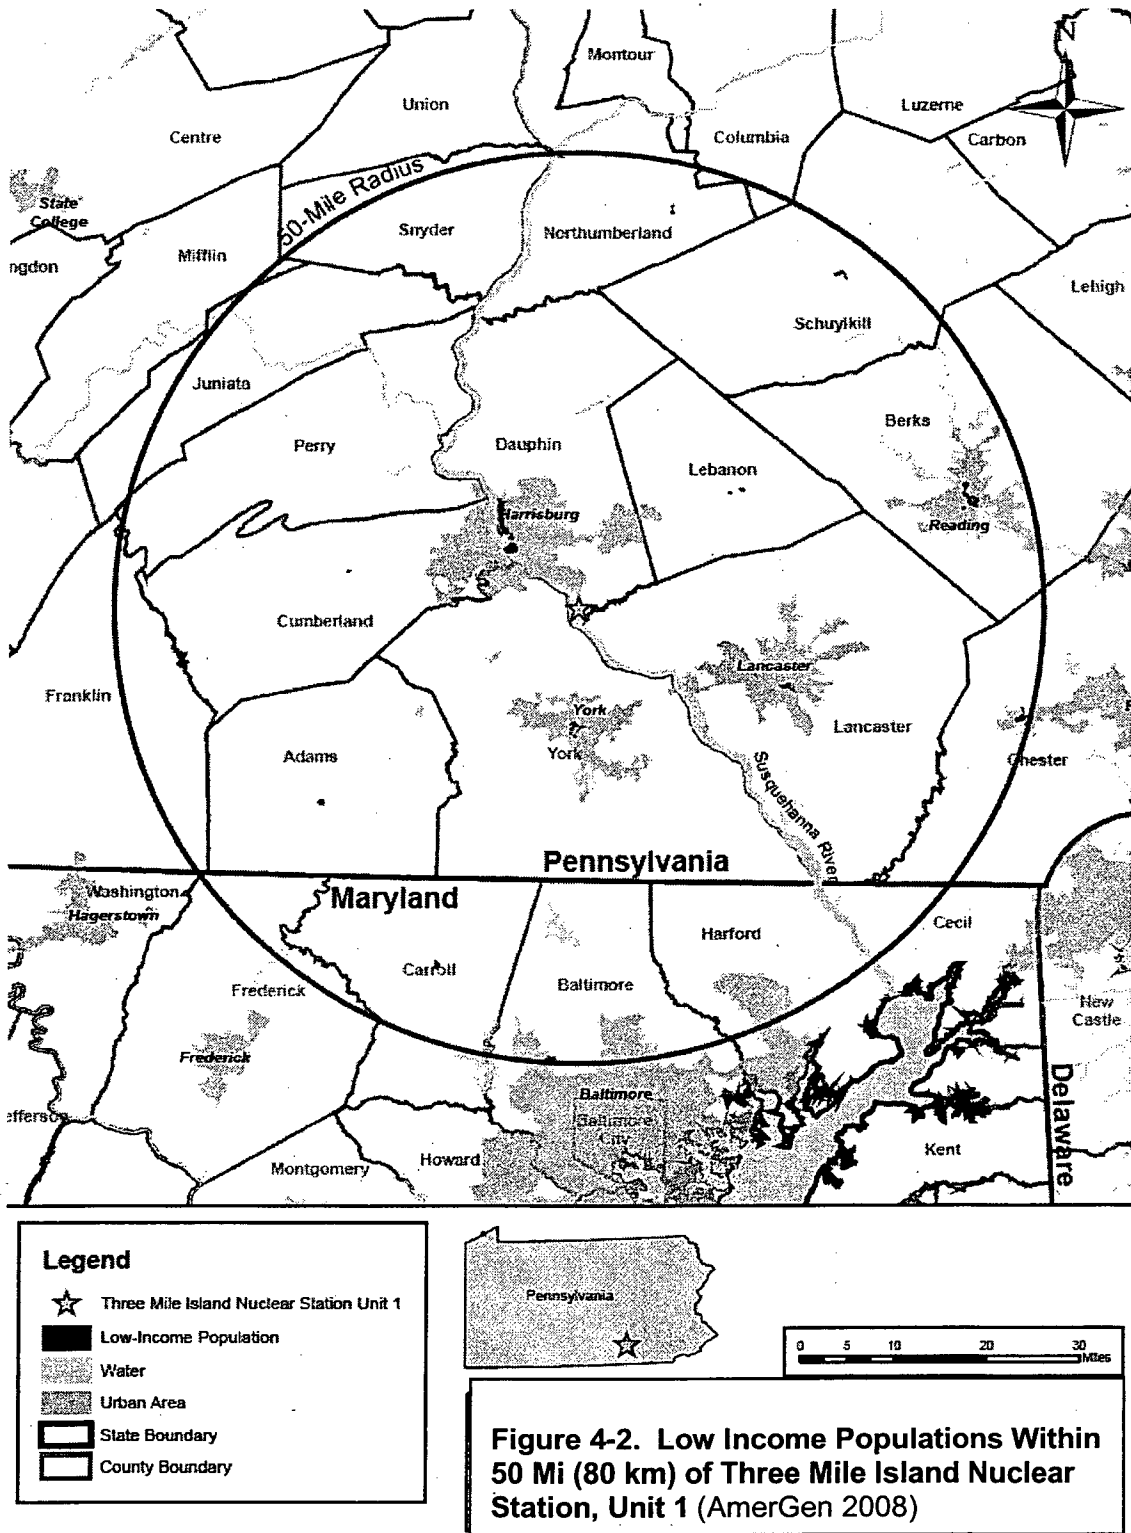 N
Montour
Union
Luzerne
Centre
Columbia
Carbon
50-Mile Radius
State
College
Snyder
Northumberland
Mifflin
ngdon
Lehigh
Schuylkill
Juniata
Berks
Perry
Dauphin
Lebanon
Harrisburg
Reading
Cumberland
Lancaster
Franklin
York
Lancaster
York
Adams
Chester
Susquehanna River
Pennsylvania
Washington
Maryland
Hagerstown
Cecil
Harford
Carroll
Baltimore
Frederick
New
Castle
Frederick
Delaware
Baltimore
Baltimore
City
efferson
Kent
Howard
Montgomery
Legend
Three Mile Island Nuclear Station Unit 1
Low-Income Population
Water
Urban Area
State Boundary
County Boundary
Pennsylvania
0 5 10 20 30
Miles
Figure 4-2. Low Income Populations Within
50 Mi (80 km) of Three Mile Island Nuclear
Station, Unit 1 (AmerGen 2008)